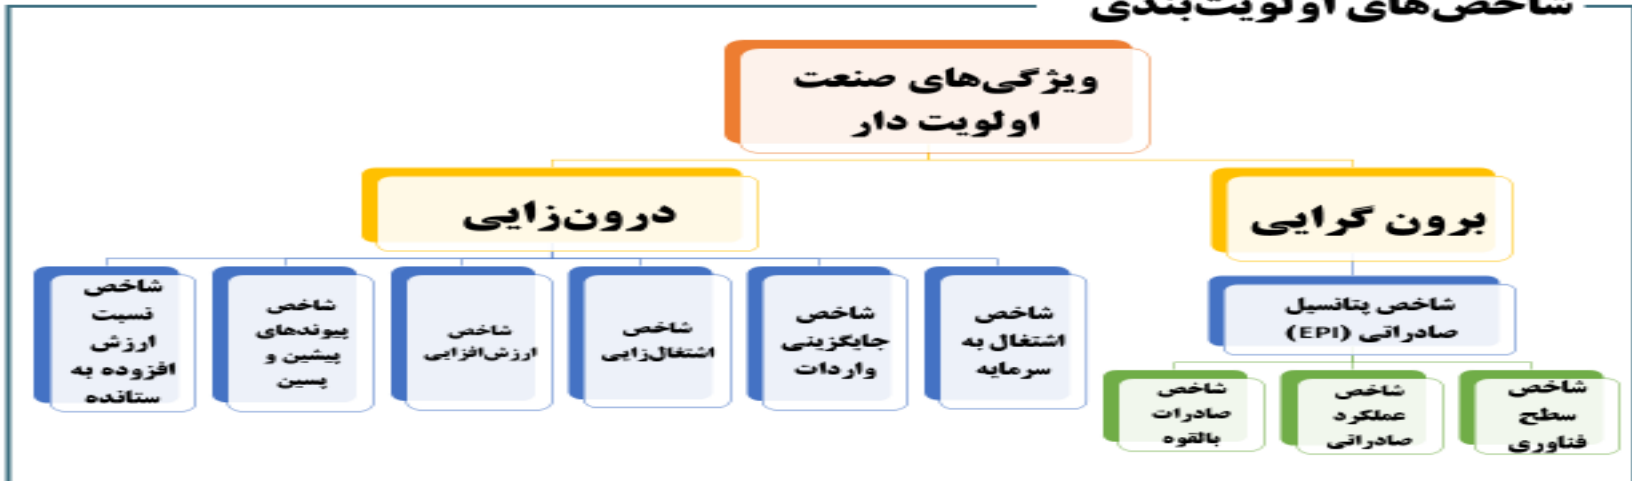 شاخص‌های اولویت‌بندی
ویژگی‌های صنعت
اولویت دار
برون گرایی
درون‌زایی
شاخص پتانسیل
صادراتی (EPI)
شاخص
سطح
فناوری
شاخص
عملکرد
صادراتی
شاخص
صادرات
بالقوه
شاخص
اشتغال به
سرمایه
شاخص
جایگزینی
واردات
شاخص
اشتغال‌زایی
شاخص
ارزش‌افزایی
شاخص
پیوندهای
پیشین و
پسین
شاخص
نسبت
ارزش
افزوده به
ستانده